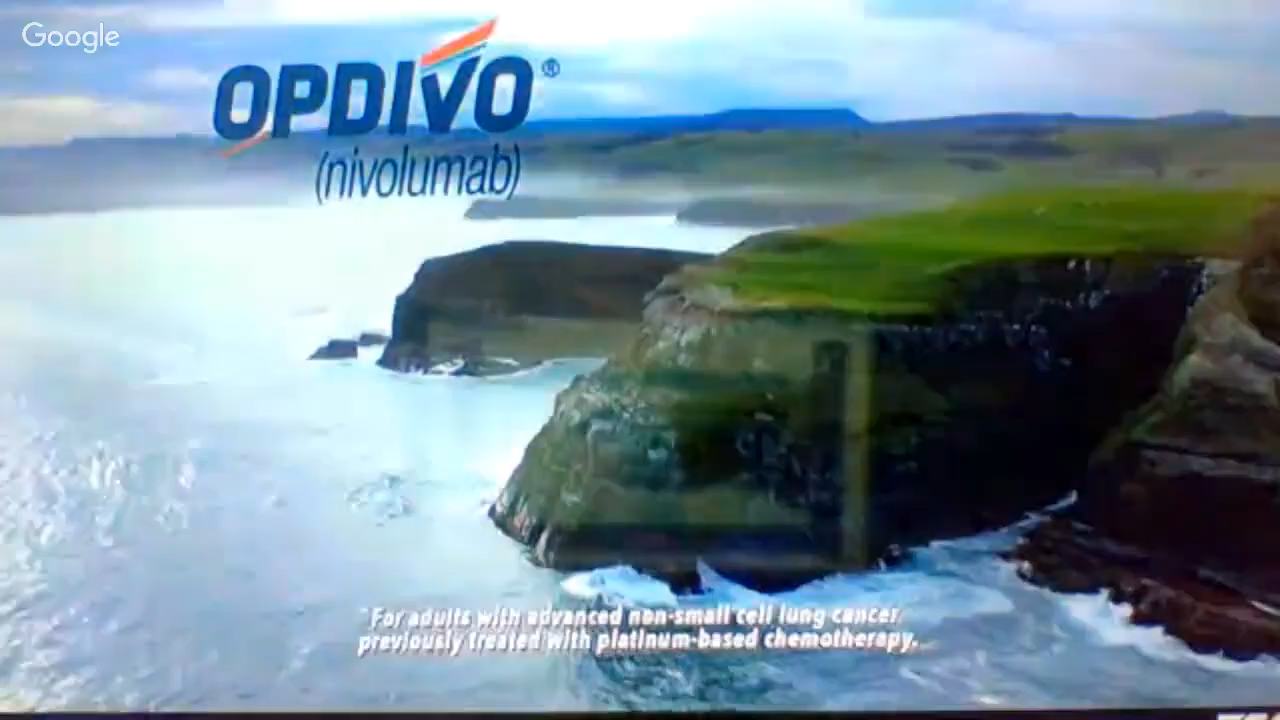 Google
OPDIVO®
(nivolumab)
*For adults with advanced non-small cell lung cancer,
previously treated with platinum-based chemotherapy.